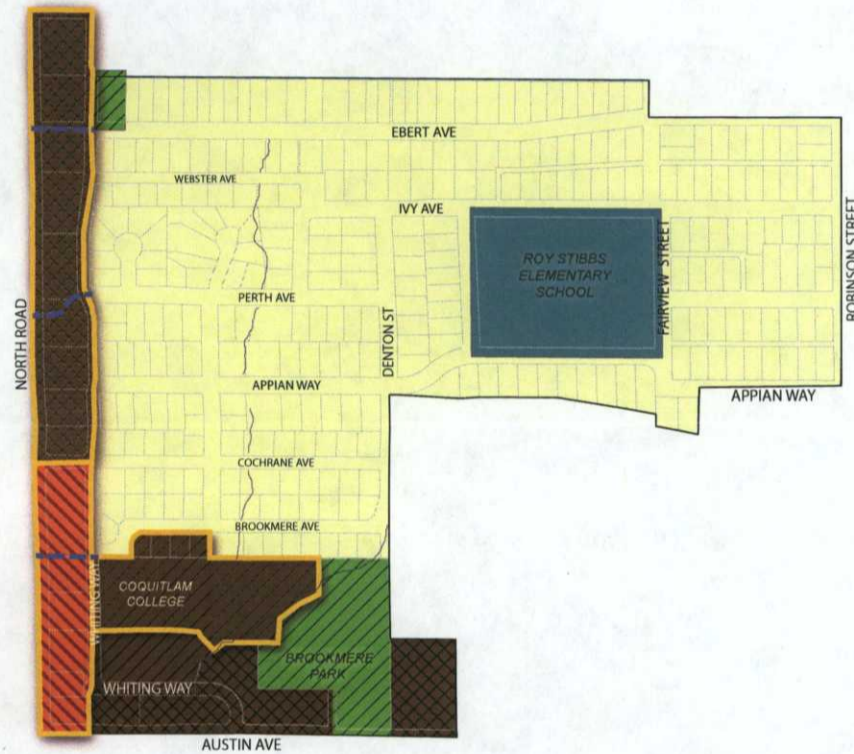 EBERT AVE
WEBSTER AVE
IVY AVE
ROBINSON STREET
ROY STIBBS
ELEMENTARY
SCHOOL
FAIRVIEW STREET
PERTH AVE
NORTH ROAD
DENTON ST
APPIAN WAY
APPIAN WAY
COCHRANE AVE
BROOKMERE AVE
COQUITLAM
COLLEGE
WHITING WAY
BROOKMERE
PARK
WHITING WAY
AUSTIN AVE